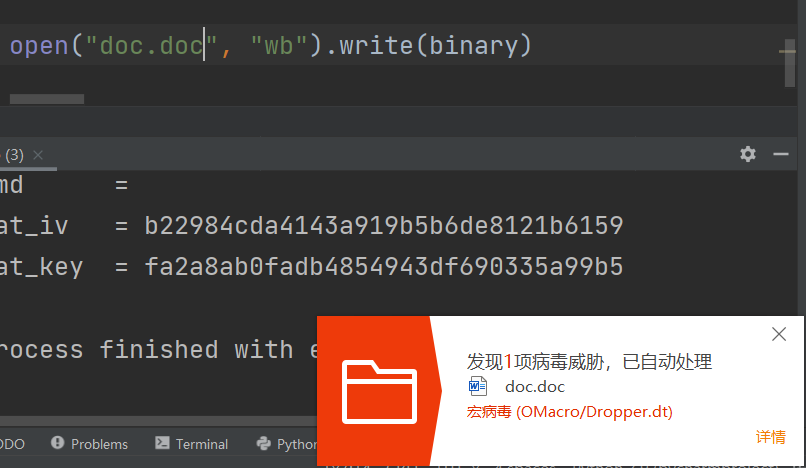 open("doc.doc", "wb").write(binary)
(3)
md =
at_iv = b22984cda4143a919b5b6de8121b6159
at_key = fa2a8ab0fadb4854943df690335a99b5
rocess finished with e
发现1项病毒威胁，已自动处理
doc.doc
宏病毒 (OMacro/Dropper.dt)
详情
ODO Problems Terminal Python